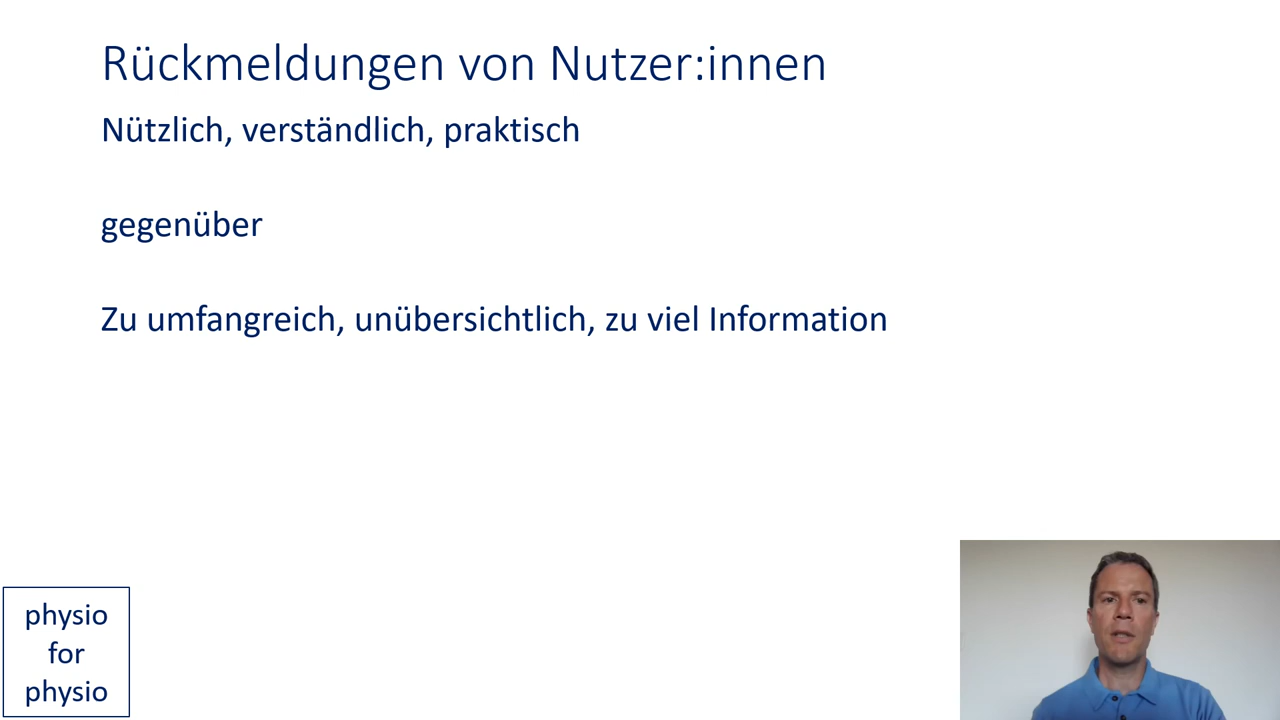 Rückmeldungen von Nutzer:innen
Nützlich, verständlich, praktisch
gegenüber
Zu umfangreich, unübersichtlich, zu viel Information
physio
for
physio